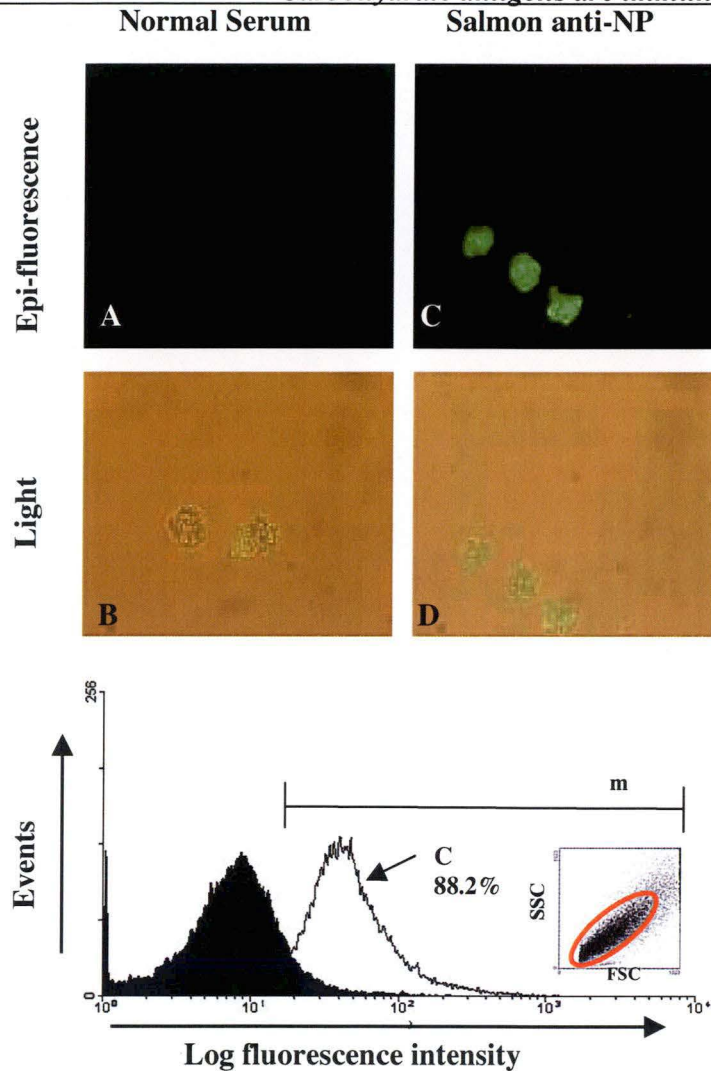 Normal Serum
Salmon anti-NP
Epi-fluorescence
A
C
Light
B
D
256
0
Events
m
C
88.2%
SSC
FSC
10⁰
10¹
10²
10³
10⁴
Log fluorescence intensity